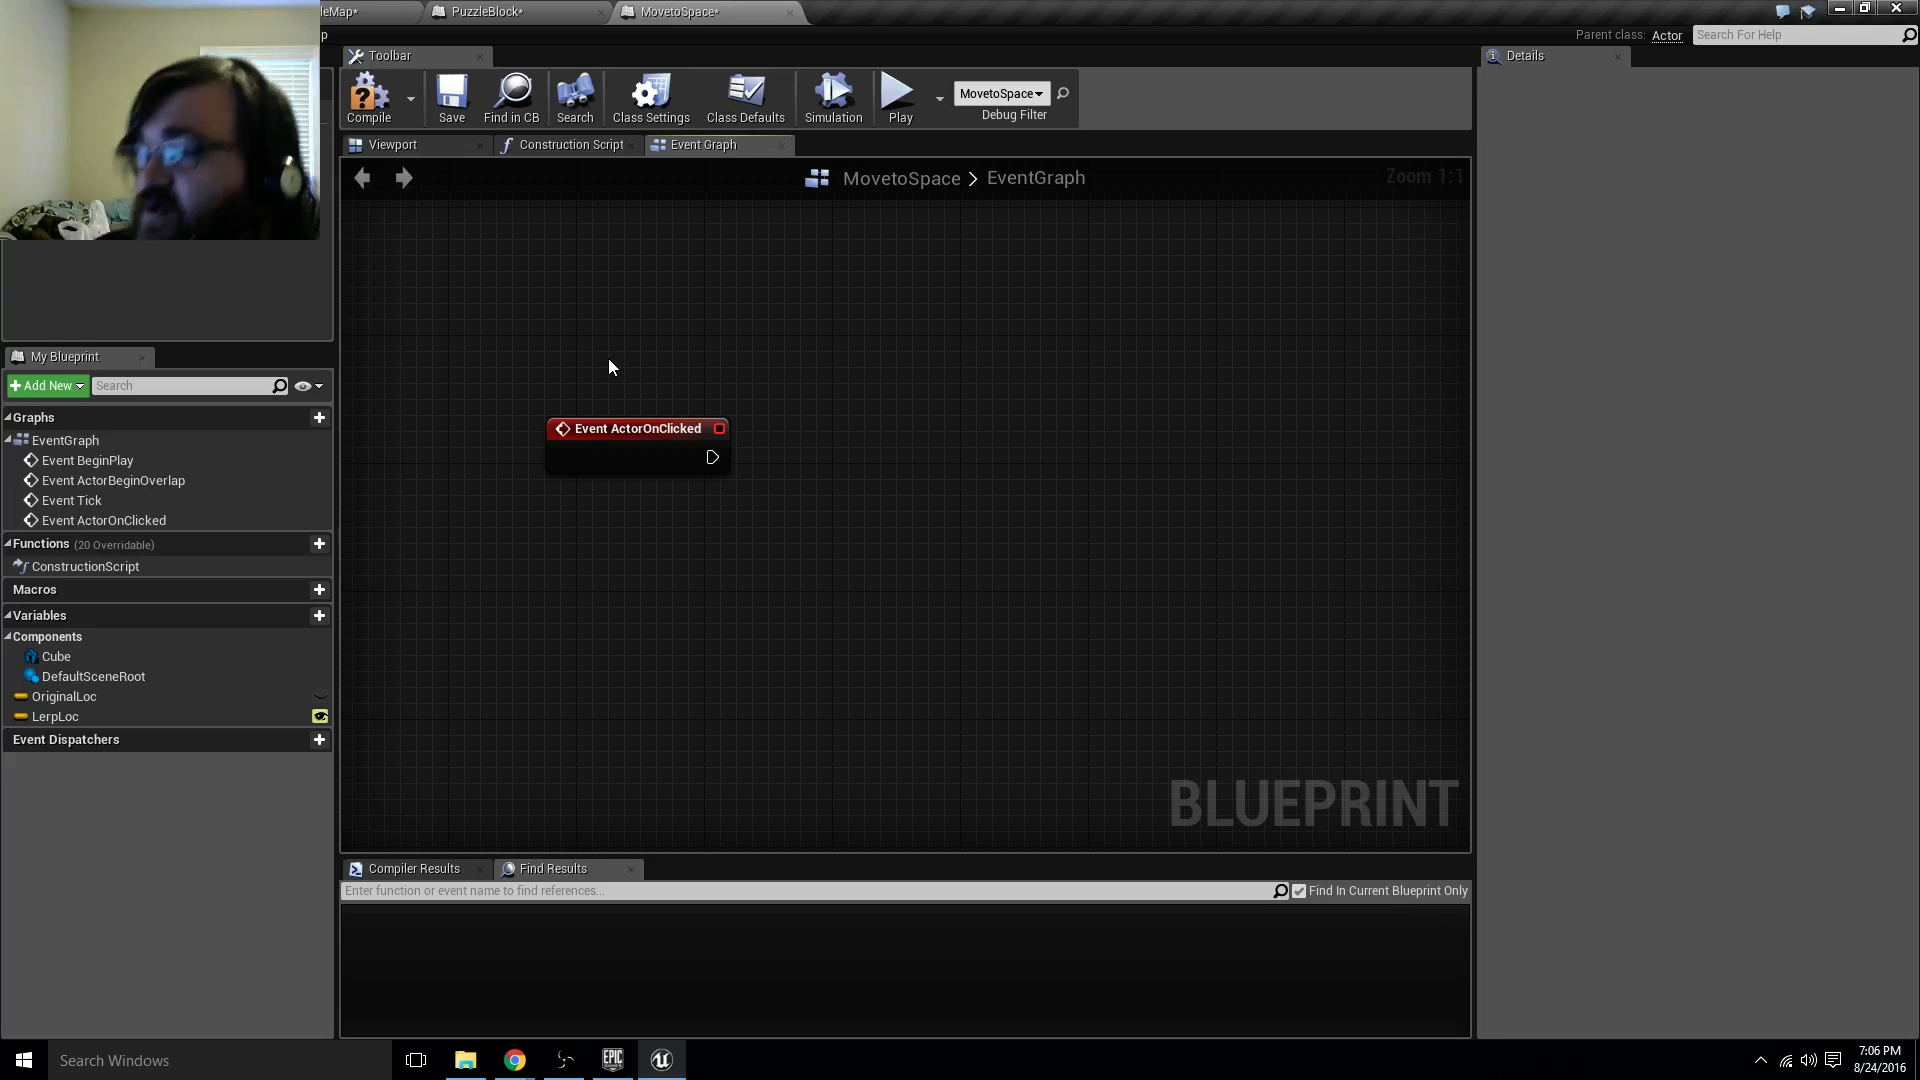 leMap*
PuzzleBlock*
MovetoSpace*
p
Parent class: Actor
Search For Help
Toolbar
Details
Compile
Save
Find in CB
Search
Class Settings
Class Defaults
Simulation
Play
MovetoSpace
Debug Filter
Viewport
Construction Script
Event Graph
MovetoSpace > EventGraph
Zoom 1:1
Event ActorOnClicked
My Blueprint
Add New
Search
Graphs
EventGraph
Event BeginPlay
Event ActorBeginOverlap
Event Tick
Event ActorOnClicked
Functions (20 Overridable)
ConstructionScript
Macros
Variables
Components
Cube
DefaultSceneRoot
OriginalLoc
LerpLoc
Event Dispatchers
BLUEPRINT
Compiler Results
Find Results
Enter function or event name to find references...
Find In Current Blueprint Only
Search Windows
EPIC
GAMES
7:06 PM
8/24/2016